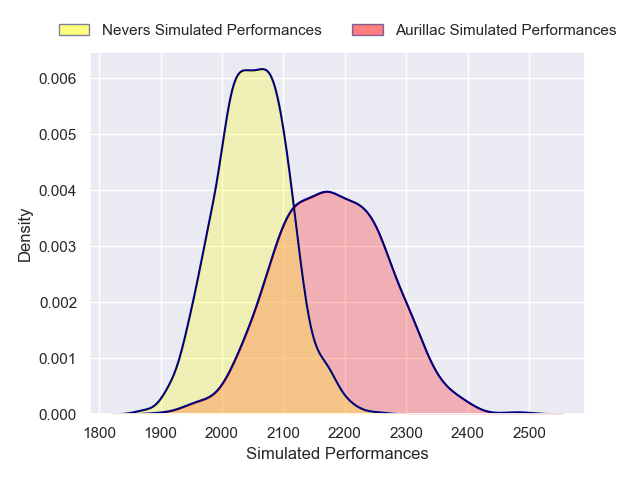 Nevers Simulated Performances
Aurillac Simulated Performances
0.006
0.005
0.004
0.003
0.002
0.001
0.000
Density
1800 1900 2000 2100 2200 2300 2400 2500
Simulated Performances